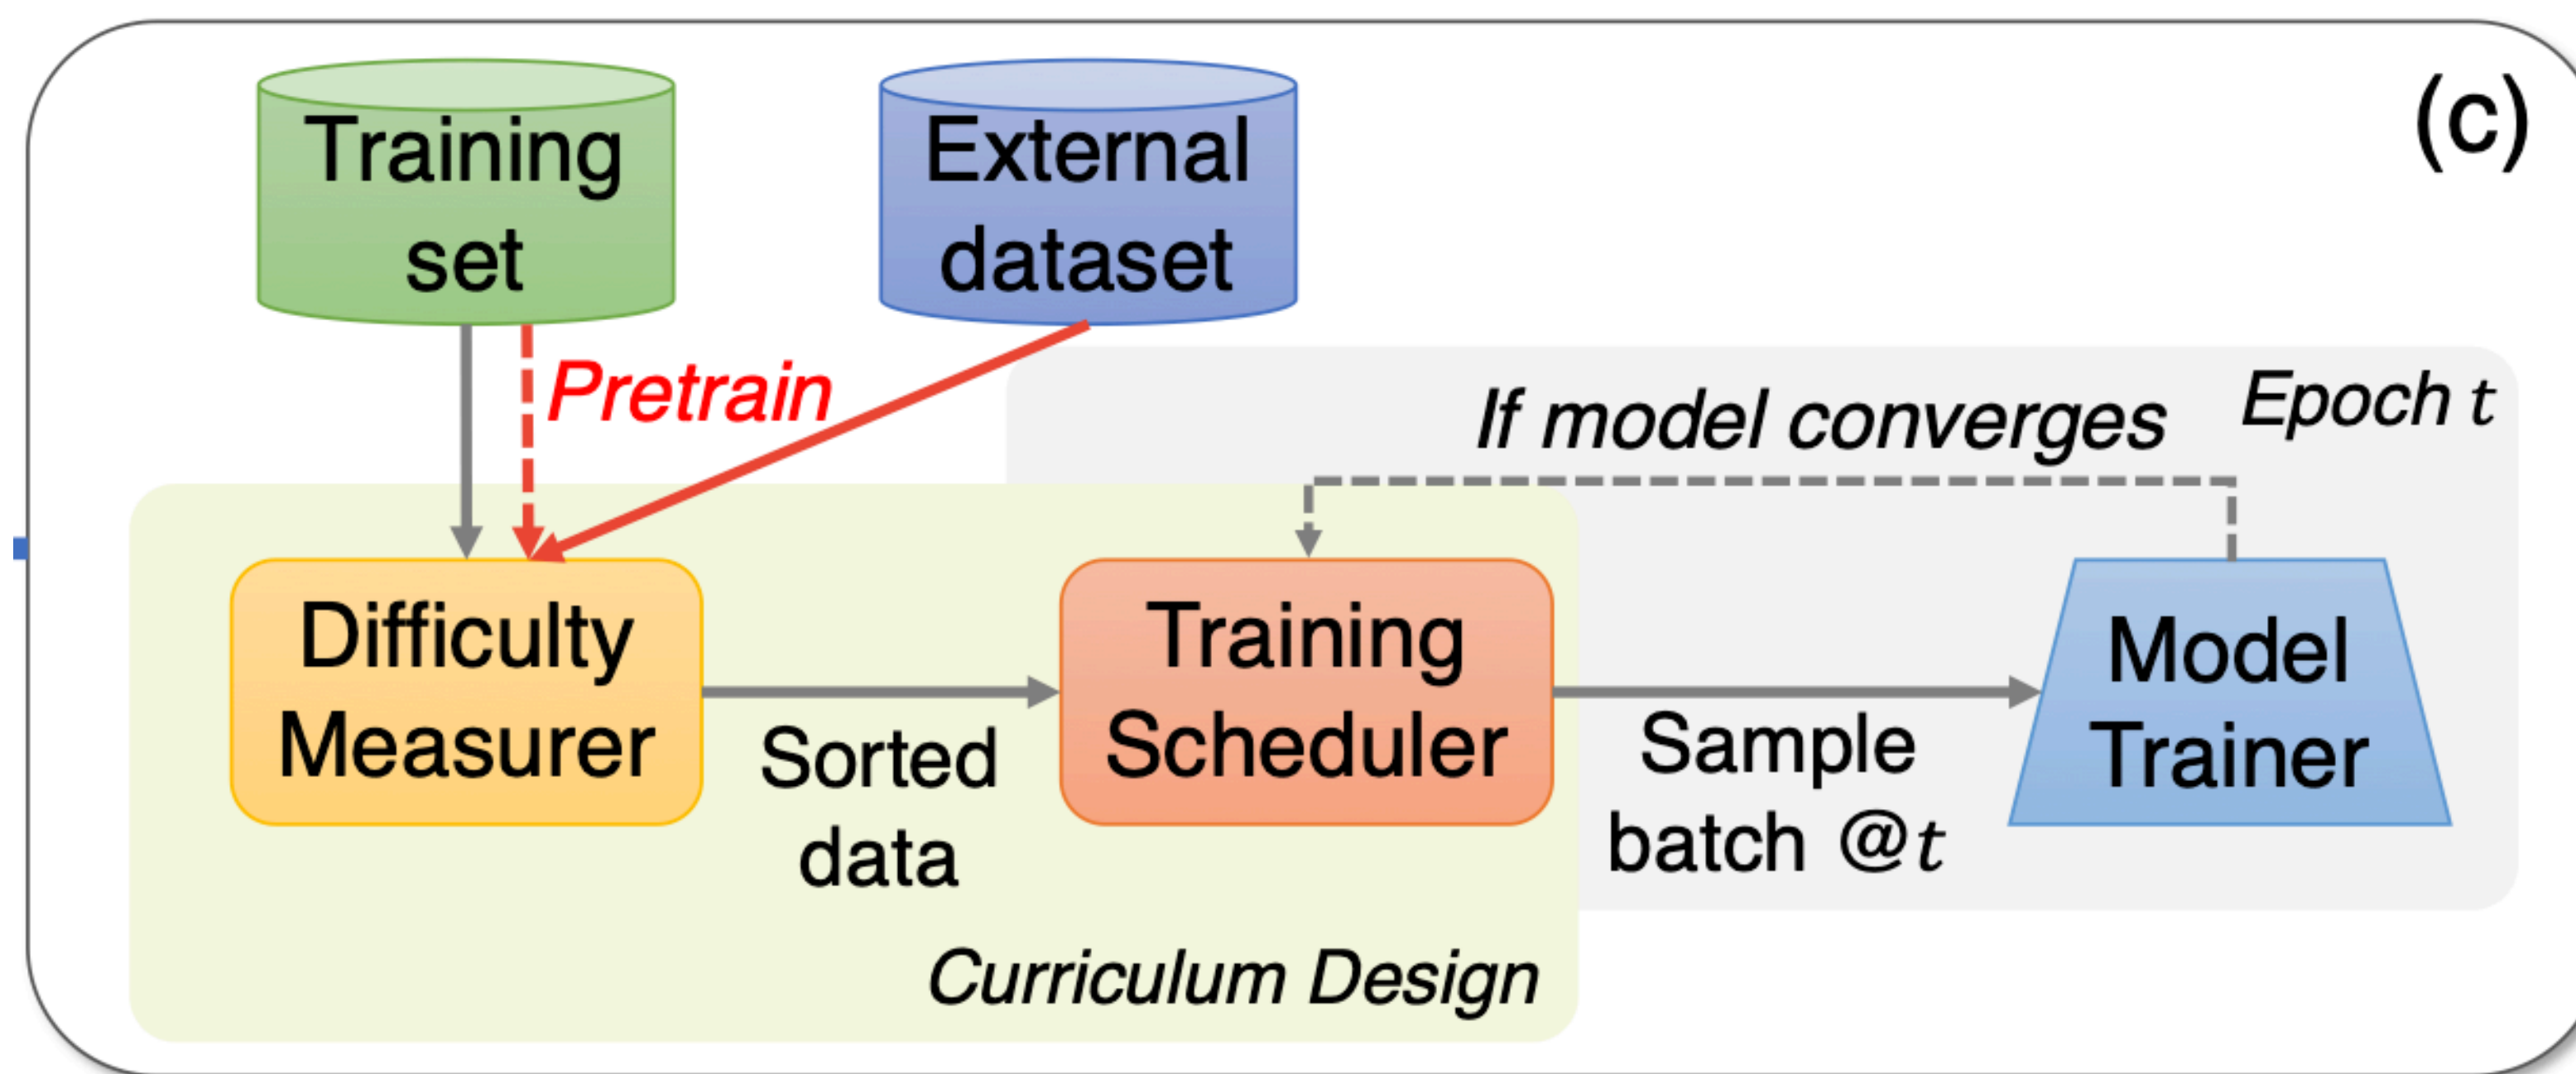 (c)
Training
set
External
dataset
Pretrain
If model converges
Epoch t
Difficulty
Measurer
Sorted
data
Training
Scheduler
Sample
batch @t
Model
Trainer
Curriculum Design